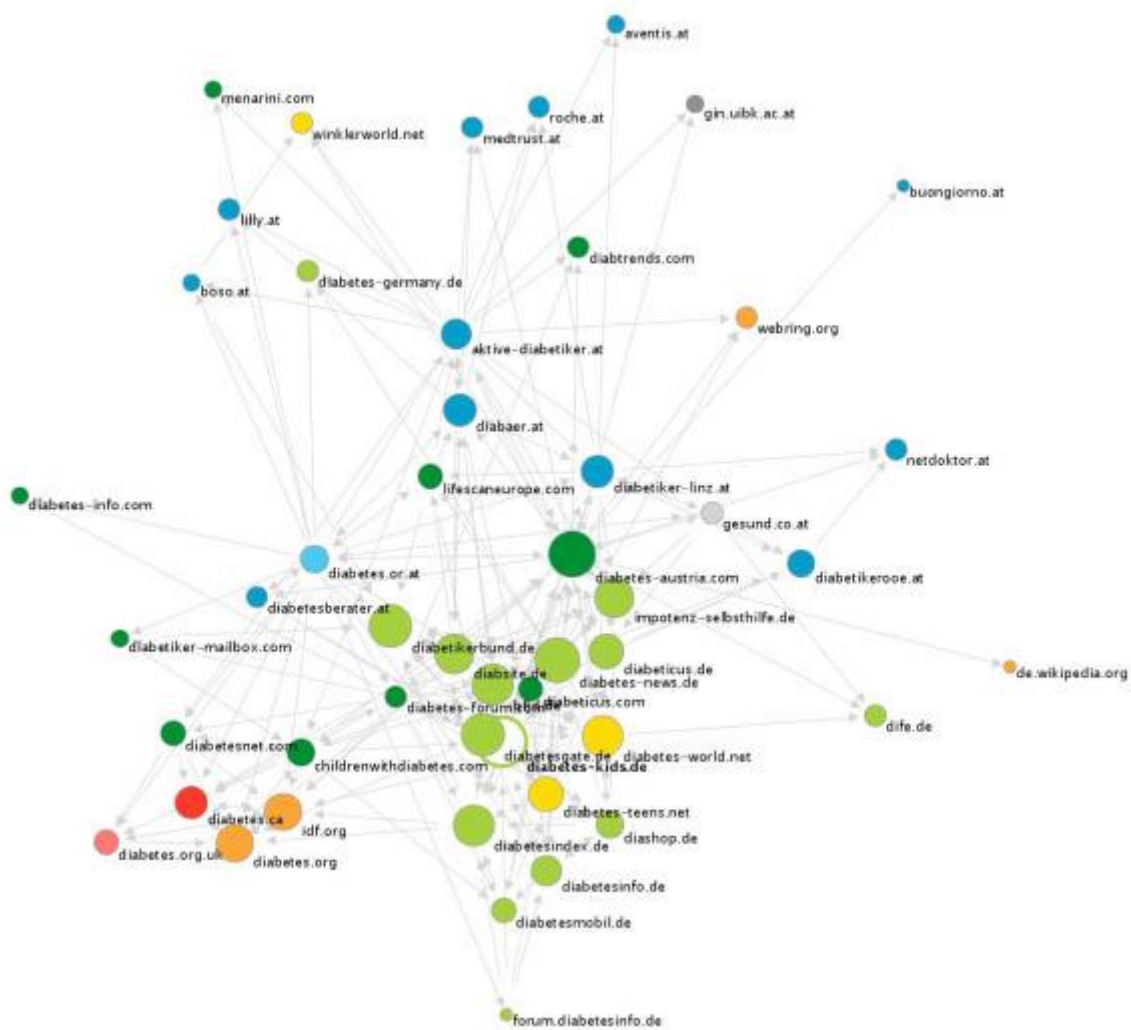 aventis.at
menarini.com
roche.at
gin.uibk.ac.at
winklerworld.net
medtrust.at
buongiorno.at
lilly.at
diabtrends.com
diabetes-germany.de
boso.at
webring.org
aktive-diabetiker.at
diabaer.at
netdoktor.at
lifescaneurope.com
diabetiker-linz.at
diabetes-info.com
gesund.co.at
diabetes.or.at
diabetes-austria.com
diabetikerooe.at
diabetesberater.at
impotenz-selbsthilfe.de
diabetiker-mailbox.com
diabetikerbund.de
diabeticus.de
diabsite.de
diabetes-news.de
de.wikipedia.org
diabetes-forum.com
diabeticus.com
dife.de
diabetesnet.com
diabetesgate.de
diabetes-world.net
childrenwithdiabetes.com
diabetes-kids.de
diabetes-teens.net
diabetes.ca
idf.org
diashop.de
diabetesindex.de
diabetes.org.uk
diabetes.org
diabetesinfo.de
diabetesmobil.de
forum.diabetesinfo.de